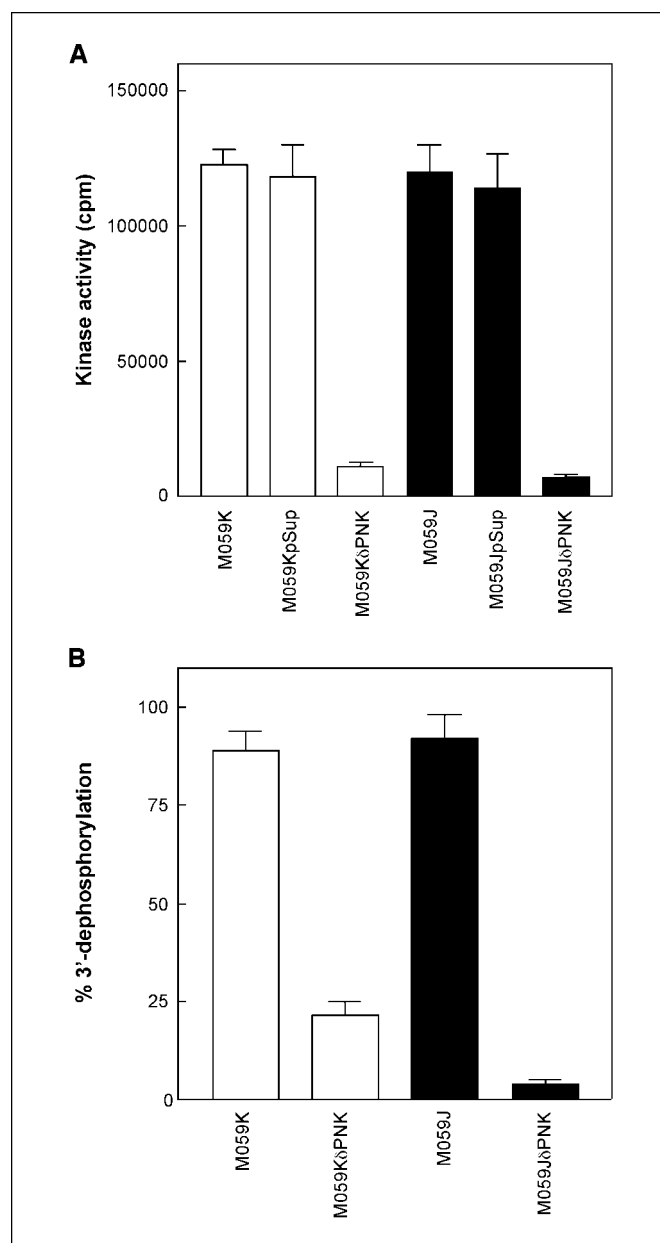 A
150000
100000
50000
0
Kinase activity (cpm)
M059K
M059KpSup
M059KδPNK
M059J
M059JpSup
M059JδPNK
B
100
75
50
25
0
% 3'-dephosphorylation
M059K
M059KδPNK
M059J
M059JδPNK